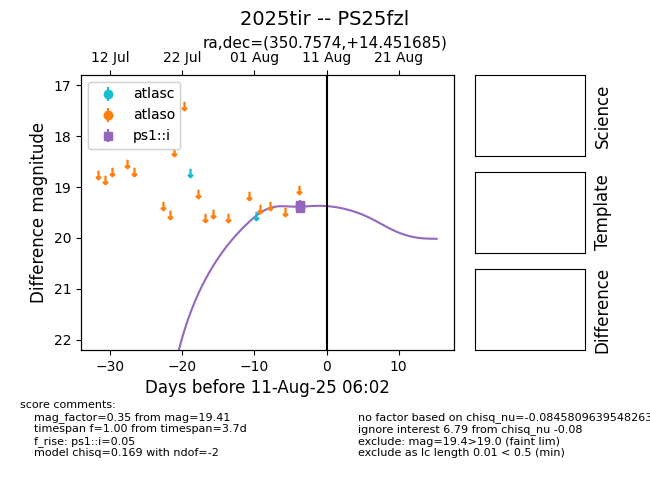 2025tir -- PS25fzl
ra,dec=(350.7574,+14.451685)
12 Jul 22 Jul 01 Aug 11 Aug 21 Aug
atlasc
atlaso
ps1::i
17
18
19
20
21
22
Difference magnitude
−30 −20 −10 0 10
Days before 11-Aug-25 06:02
Science
Template
Difference
score comments:
mag_factor=0.35 from mag=19.41
timespan f=1.00 from timespan=3.7d
f_rise: ps1::i=0.05
model chisq=0.169 with ndof=-2
no factor based on chisq_nu=-0.0845809639548263
ignore interest 6.79 from chisq_nu -0.08
exclude: mag=19.4>19.0 (faint lim)
exclude as lc length 0.01 < 0.5 (min)